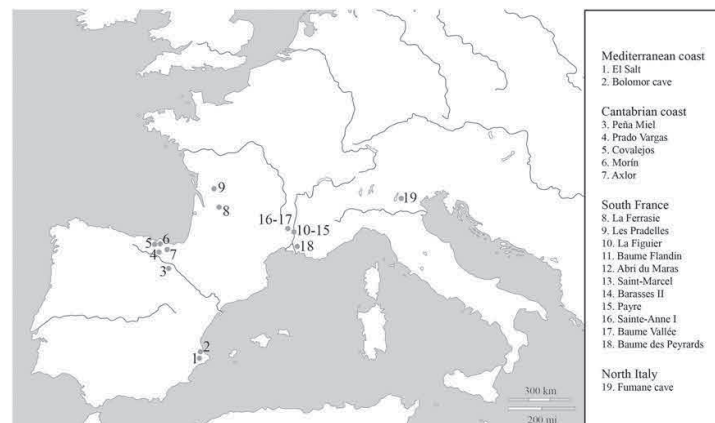 9
8
16-17
10-15
18
19
5
6
4
7
3
2
1
300 km
200 mi
Mediterranean coast
1. El Salt
2. Bolomor cave
Cantabrian coast
3. Peña Miel
4. Prado Vargas
5. Covalejos
6. Morín
7. Axlor
South France
8. La Ferrasie
9. Les Pradelles
10. La Figuier
11. Baume Flandin
12. Abri du Maras
13. Saint-Marcel
14. Barasses II
15. Payre
16. Sainte-Anne I
17. Baume Vallée
18. Baume des Peyrards
North Italy
19. Fumane cave